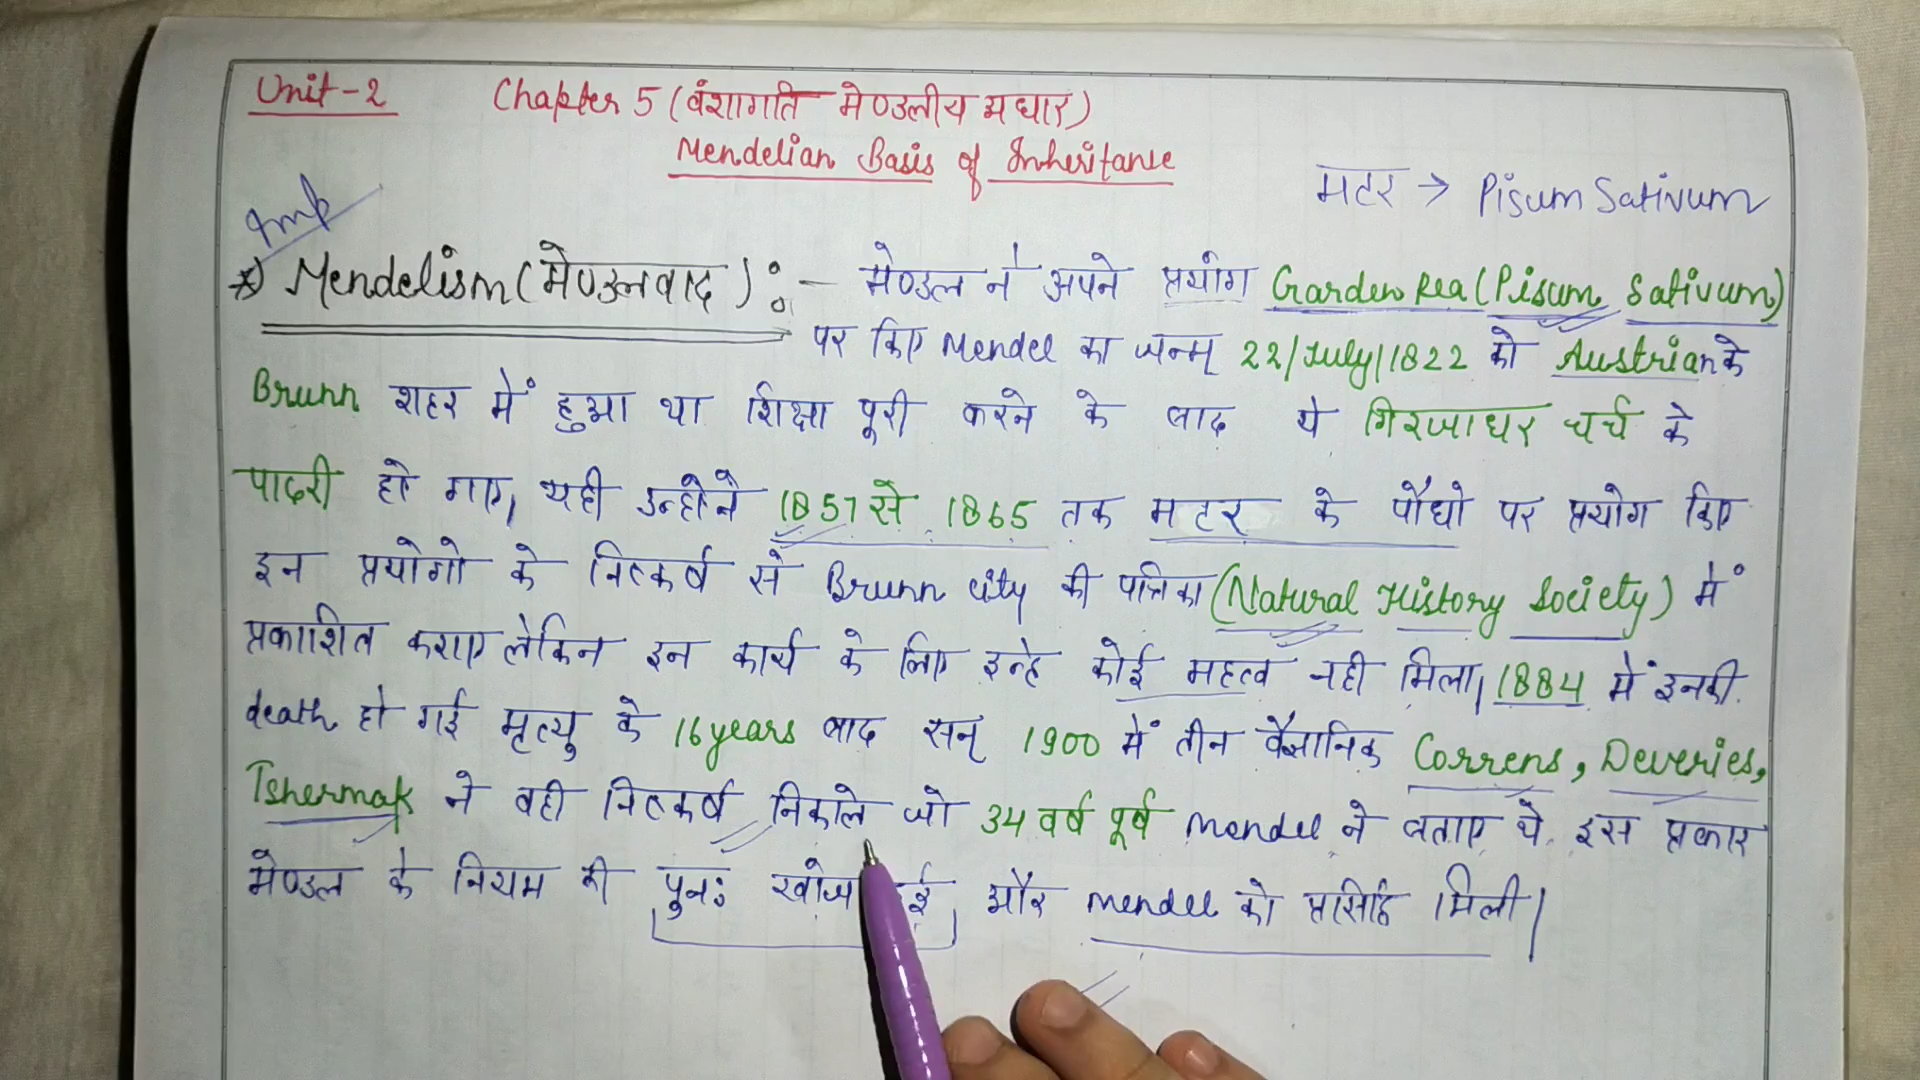 Unit-2 Chapter 5 (वंशागति मेण्डलीय मधार)
Mendelian Basis of Inheritance
मटर → Pisum Sativum
Imp
Mendelism (मेण्डलवाद) :- मेण्डल ने अपने प्रयोग Garden Pea (Pisum Sativum)
पर किए Mendel का जन्म 22/July/1822 को Austrian के
Brunn शहर में हुआ था शिक्षा पूरी करने के बाद ये गिरजाघर चर्च के
पादरी हो गए, यही उन्होने 1857 से 1865 तक मटर के पौधो पर प्रयोग किए
इन प्रयोगो के निष्कर्ष से Brunn city की पत्रिका (Natural History Society) में
प्रकाशित कराए लेकिन इन कार्य के लिए इन्हे कोई महत्व नही मिला, 1884 में इनकी
death हो गई मृत्यु के 16 years बाद सन् 1900 में तीन वैज्ञानिक Correns, Deveries,
Tshermak ने वही निष्कर्ष निकाले जो 34 वर्ष पूर्व Mendel ने बताए थे इस प्रकार
मेण्डल के नियम की पुनः खोज और Mendel को प्रसिद्धि मिली।